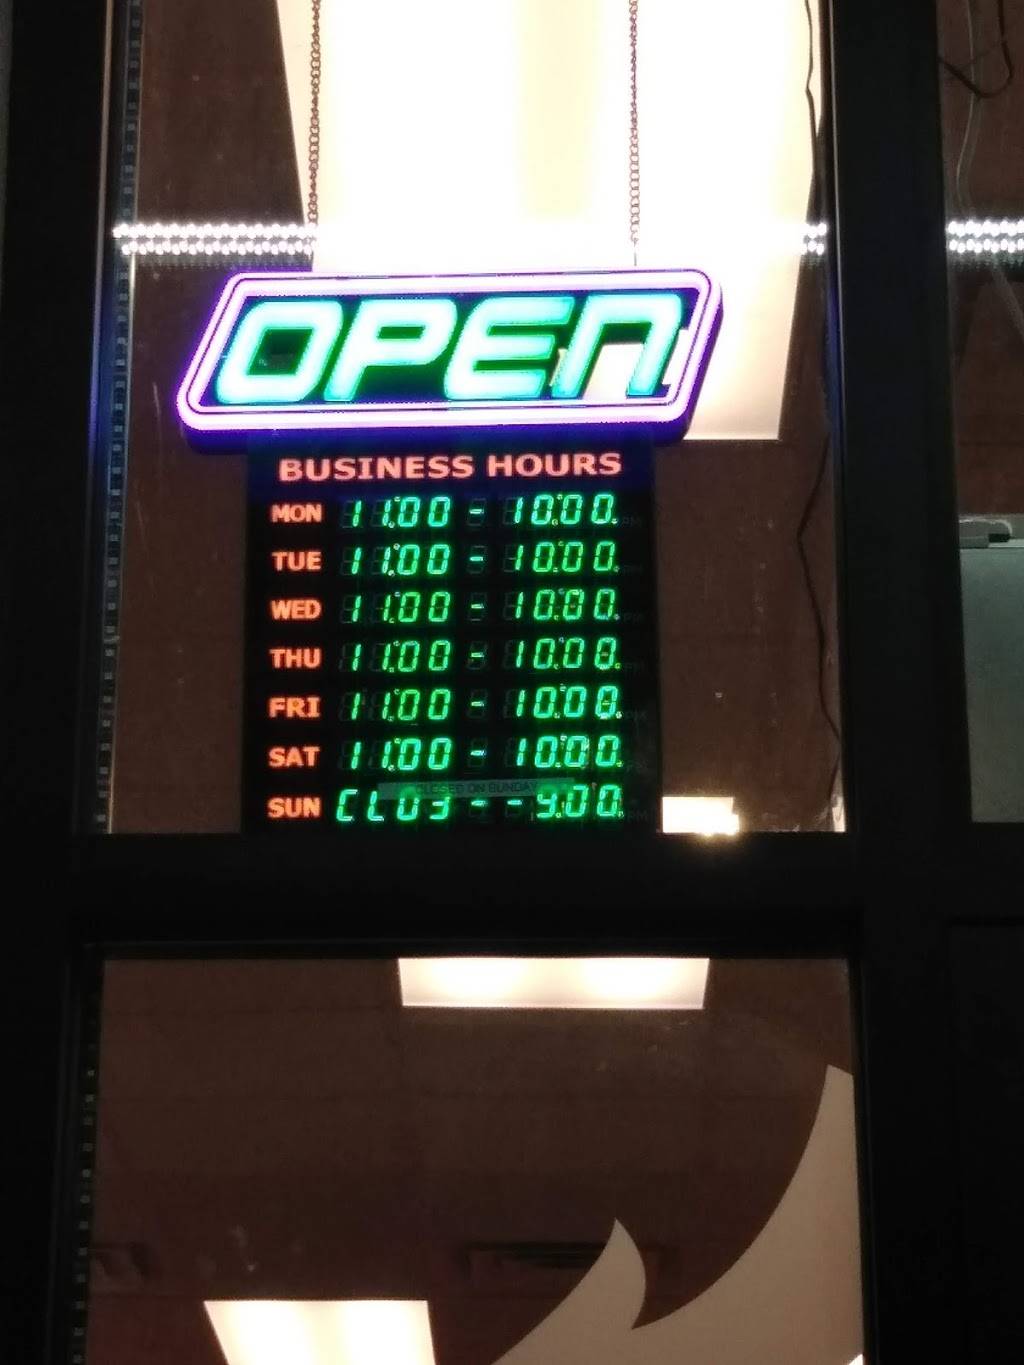 OPEN
BUSINESS HOURS
MON 11:00 - 10:00
TUE 11:00 - 10:00
WED 11:00 - 10:00
THU 11:00 - 10:00
FRI 11:00 - 10:00
SAT 11:00 - 10:00
CLOSED ON SUNDAY
SUN - 9:00